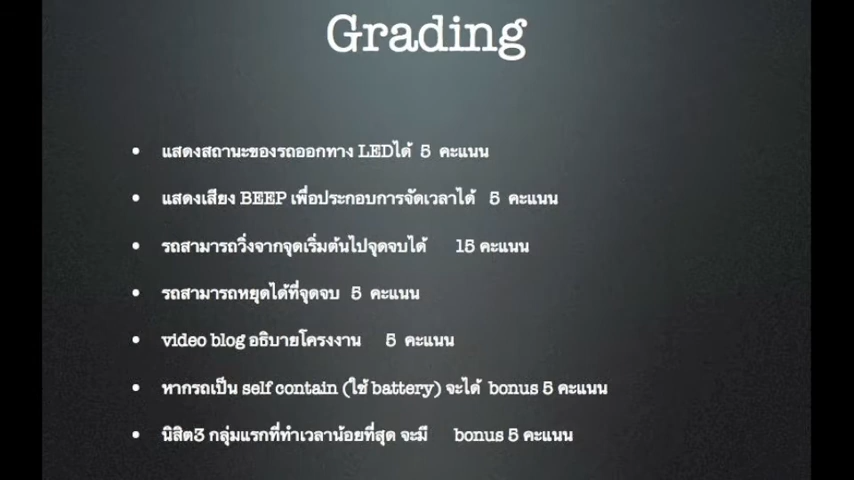 Grading
• แสดงสถานะของรถออกทาง LEDได้ 5 คะแนน
• แสดงเสียง BEEP เพื่อประกอบการจัดเวลาได้ 5 คะแนน
• รถสามารถวิ่งจากจุดเริ่มต้นไปจุดจบได้ 15 คะแนน
• รถสามารถหยุดได้ที่จุดจบ 5 คะแนน
• video blog อธิบายโครงงาน 5 คะแนน
• หากรถเป็น self contain (ใช้ battery) จะได้ bonus 5 คะแนน
• นิสิต3 กลุ่มแรกที่ทำเวลาน้อยที่สุด จะมี bonus 5 คะแนน